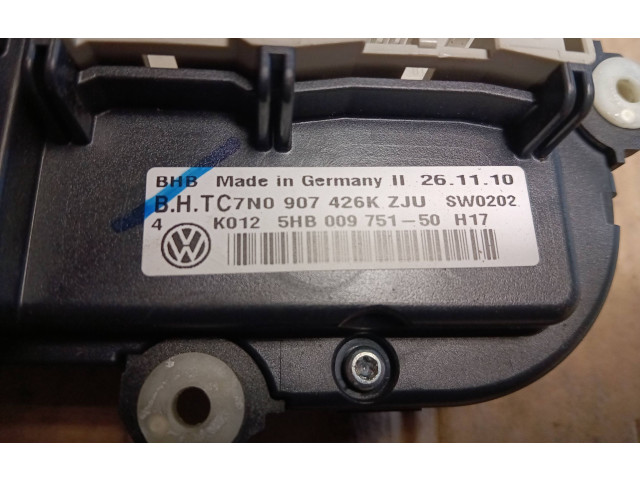 BHB Made in Germany II 26.11.10
B.H.TC7N0 907 426K ZJU SW0202
4 K012 5HB 009 751-50 H17